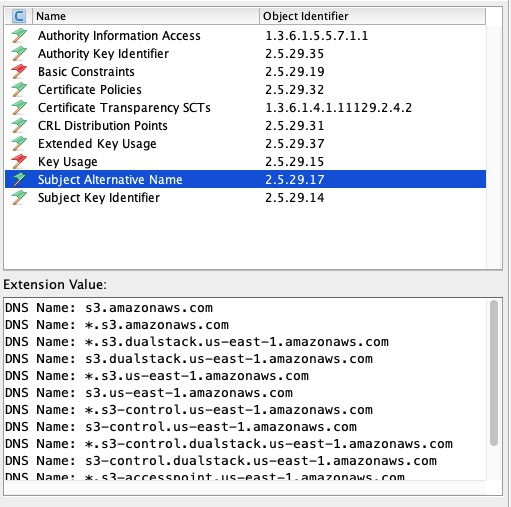 C Name Object Identifier
Authority Information Access 1.3.6.1.5.5.7.1.1
Authority Key Identifier 2.5.29.35
Basic Constraints 2.5.29.19
Certificate Policies 2.5.29.32
Certificate Transparency SCTs 1.3.6.1.4.1.11129.2.4.2
CRL Distribution Points 2.5.29.31
Extended Key Usage 2.5.29.37
Key Usage 2.5.29.15
Subject Alternative Name 2.5.29.17
Subject Key Identifier 2.5.29.14
Extension Value:
DNS Name: s3.amazonaws.com
DNS Name: *.s3.amazonaws.com
DNS Name: *.s3.dualstack.us-east-1.amazonaws.com
DNS Name: s3.dualstack.us-east-1.amazonaws.com
DNS Name: *.s3.us-east-1.amazonaws.com
DNS Name: s3.us-east-1.amazonaws.com
DNS Name: *.s3-control.us-east-1.amazonaws.com
DNS Name: s3-control.us-east-1.amazonaws.com
DNS Name: *.s3-control.dualstack.us-east-1.amazonaws.com
DNS Name: s3-control.dualstack.us-east-1.amazonaws.com
DNS Name: *.s3-accesspoint.us-east-1.amazonaws.com